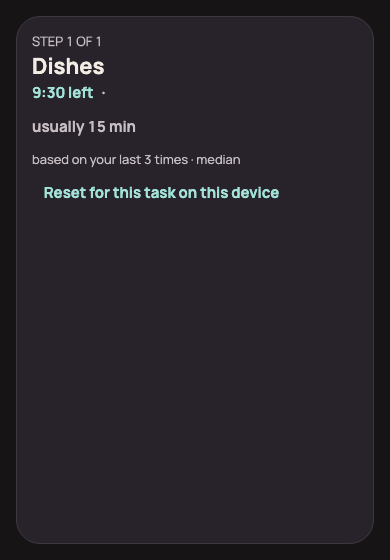 STEP 1 OF 1
Dishes
9:30 left ·
usually 15 min
based on your last 3 times · median
Reset for this task on this device